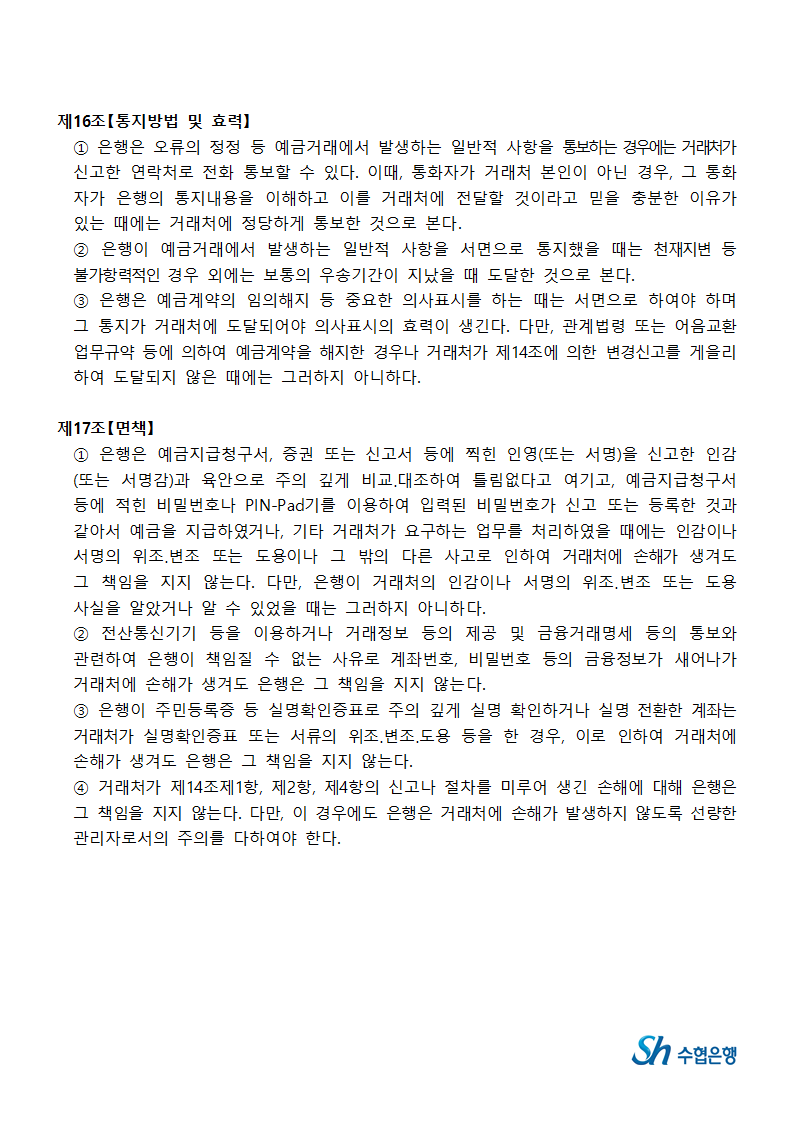 제16조【통지방법 및 효력】
① 은행은 오류의 정정 등 예금거래에서 발생하는 일반적 사항을 통보하는 경우에는 거래처가
신고한 연락처로 전화 통보할 수 있다. 이때, 통화자가 거래처 본인이 아닌 경우, 그 통화
자가 은행의 통지내용을 이해하고 이를 거래처에 전달할 것이라고 믿을 충분한 이유가
있는 때에는 거래처에 정당하게 통보한 것으로 본다.
② 은행이 예금거래에서 발생하는 일반적 사항을 서면으로 통지했을 때는 천재지변 등
불가항력적인 경우 외에는 보통의 우송기간이 지났을 때 도달한 것으로 본다.
③ 은행은 예금계약의 임의해지 등 중요한 의사표시를 하는 때는 서면으로 하여야 하며
그 통지가 거래처에 도달되어야 의사표시의 효력이 생긴다. 다만, 관계법령 또는 어음교환
업무규약 등에 의하여 예금계약을 해지한 경우나 거래처가 제14조에 의한 변경신고를 게을리
하여 도달되지 않은 때에는 그러하지 아니하다.
제17조【면책】
① 은행은 예금지급청구서, 증권 또는 신고서 등에 찍힌 인영(또는 서명)을 신고한 인감
(또는 서명감)과 육안으로 주의 깊게 비교.대조하여 틀림없다고 여기고, 예금지급청구서
등에 적힌 비밀번호나 PIN-Pad기를 이용하여 입력된 비밀번호가 신고 또는 등록한 것과
같아서 예금을 지급하였거나, 기타 거래처가 요구하는 업무를 처리하였을 때에는 인감이나
서명의 위조.변조 또는 도용이나 그 밖의 다른 사고로 인하여 거래처에 손해가 생겨도
그 책임을 지지 않는다. 다만, 은행이 거래처의 인감이나 서명의 위조.변조 또는 도용
사실을 알았거나 알 수 있었을 때는 그러하지 아니하다.
② 전산통신기기 등을 이용하거나 거래정보 등의 제공 및 금융거래명세 등의 통보와
관련하여 은행이 책임질 수 없는 사유로 계좌번호, 비밀번호 등의 금융정보가 새어나가
거래처에 손해가 생겨도 은행은 그 책임을 지지 않는다.
③ 은행이 주민등록증 등 실명확인증표로 주의 깊게 실명 확인하거나 실명 전환한 계좌는
거래처가 실명확인증표 또는 서류의 위조.변조.도용 등을 한 경우, 이로 인하여 거래처에
손해가 생겨도 은행은 그 책임을 지지 않는다.
④ 거래처가 제14조제1항, 제2항, 제4항의 신고나 절차를 미루어 생긴 손해에 대해 은행은
그 책임을 지지 않는다. 다만, 이 경우에도 은행은 거래처에 손해가 발생하지 않도록 선량한
관리자로서의 주의를 다하여야 한다.
Sh 수협은행